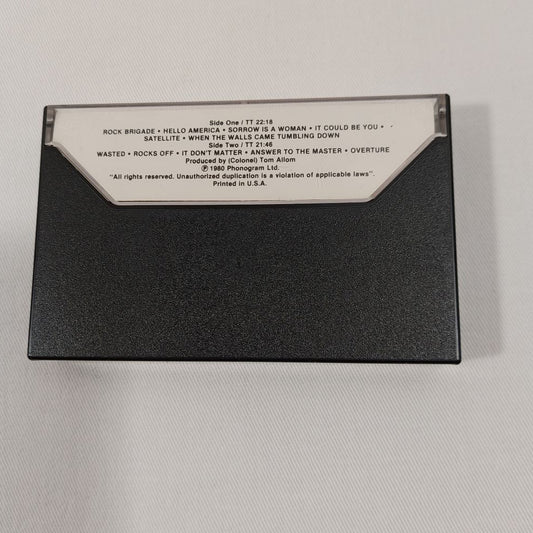 Side One / TT 22:18
ROCK BRIGADE • HELLO AMERICA • SORROW IS A WOMAN • IT COULD BE YOU •
SATELLITE • WHEN THE WALLS CAME TUMBLING DOWN
Side Two / TT 21:46
WASTED • ROCKS OFF • IT DON'T MATTER • ANSWER TO THE MASTER • OVERTURE
Produced by (Colonel) Tom Allom
℗ 1980 Phonogram Ltd.
"All rights reserved. Unauthorized duplication is a violation of applicable laws".
Printed in U.S.A.